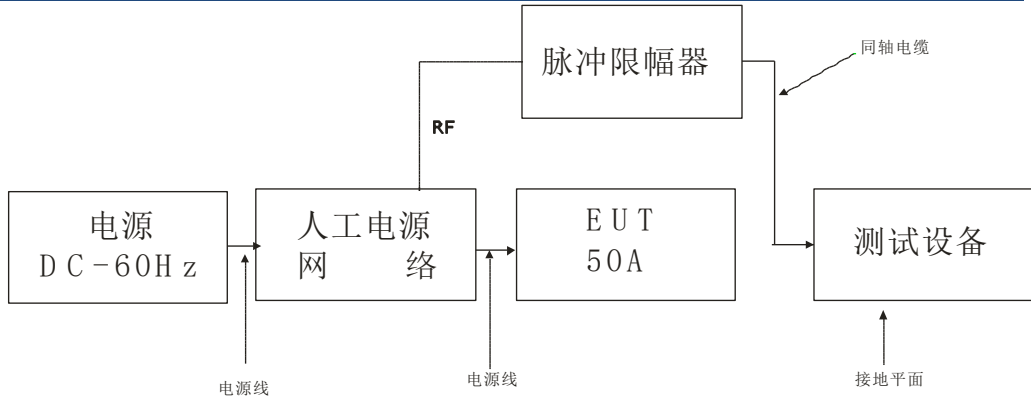 脉冲限幅器
同轴电缆
RF
电源
DC-60Hz
人工电源
网 络
EUT
50A
测试设备
电源线
电源线
接地平面